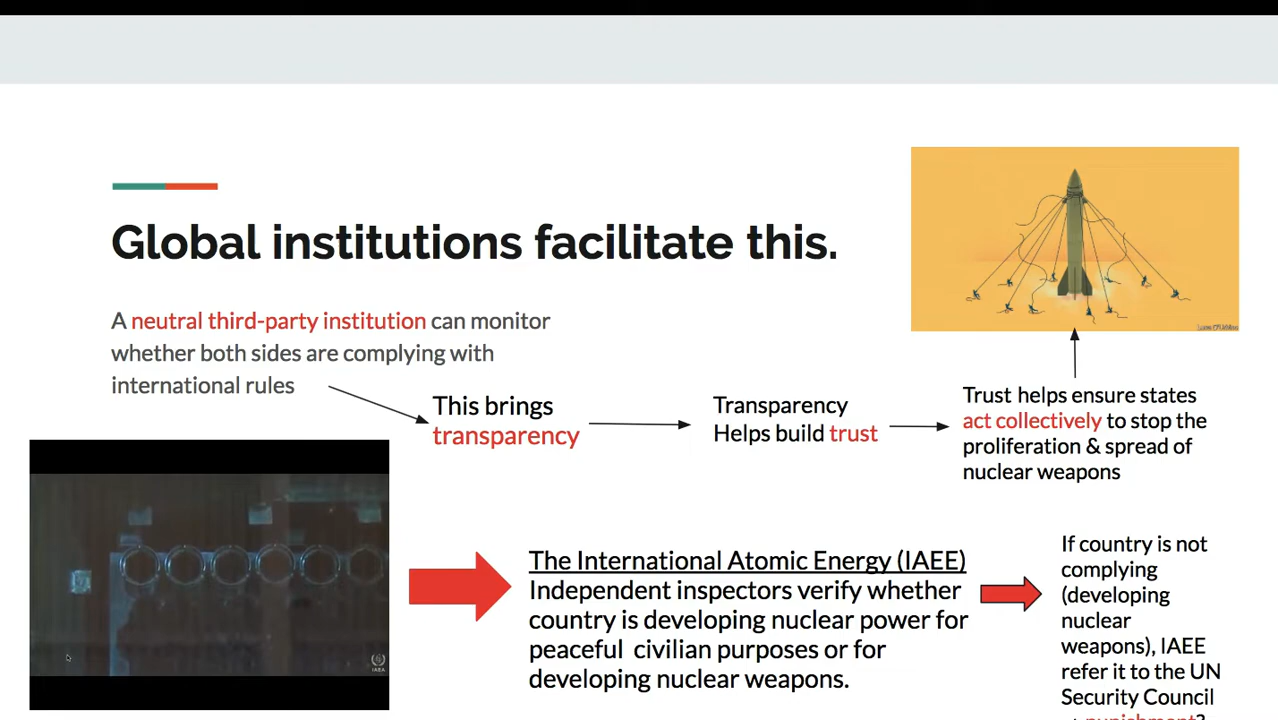 Global institutions facilitate this.
A neutral third-party institution can monitor
whether both sides are complying with
international rules
This brings
transparency
Transparency
Helps build trust
Trust helps ensure states
act collectively to stop the
proliferation & spread of
nuclear weapons
IAEA
The International Atomic Energy (IAEE)
Independent inspectors verify whether
country is developing nuclear power for
peaceful civilian purposes or for
developing nuclear weapons.
If country is not
complying
(developing
nuclear
weapons), IAEE
refer it to the UN
Security Council
punishment?